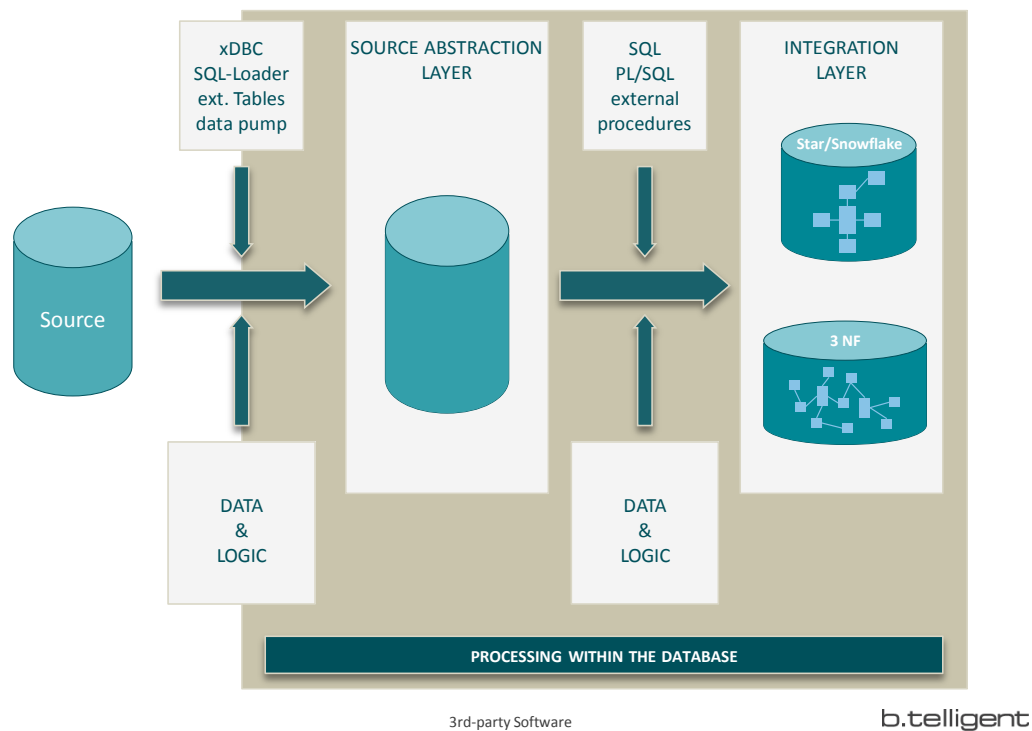 xDBC
SQL-Loader
ext. Tables
data pump
SOURCE ABSTRACTION
LAYER
SQL
PL/SQL
external
procedures
INTEGRATION
LAYER
Star/Snowflake
Source
3 NF
DATA
&
LOGIC
DATA
&
LOGIC
PROCESSING WITHIN THE DATABASE
3rd-party Software
b.telligent